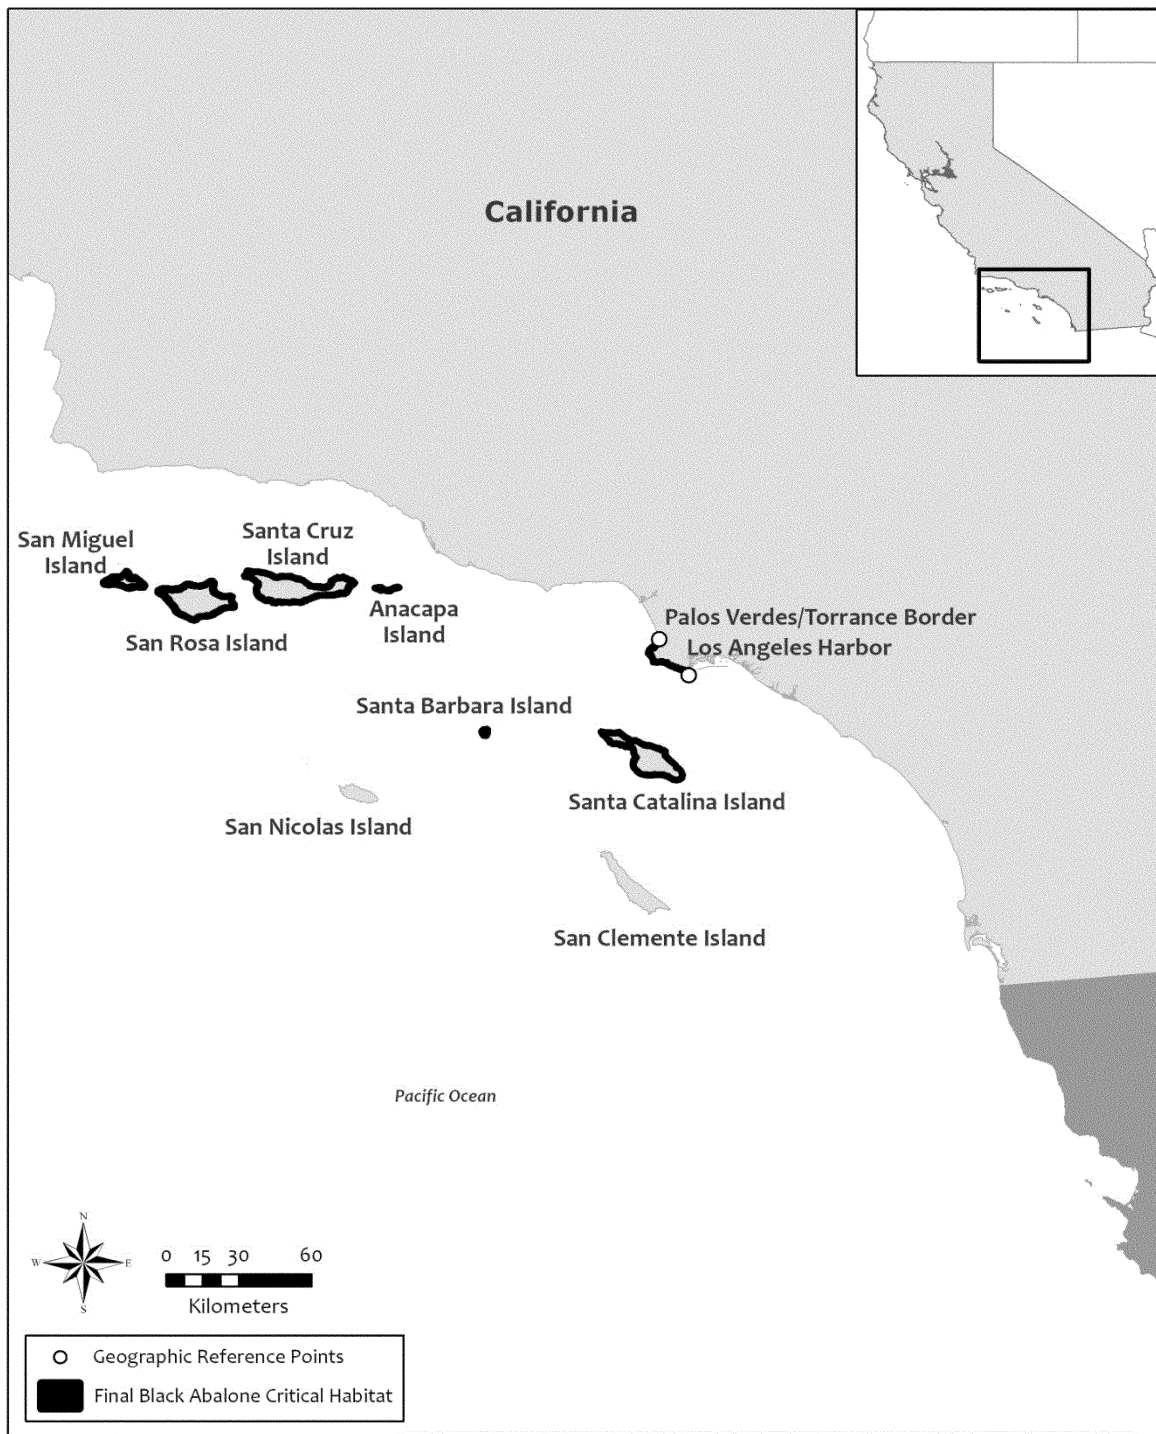 California
San Miguel
Island
Santa Cruz
Island
San Rosa Island
Anacapa
Island
Palos Verdes/Torrance Border
Los Angeles Harbor
Santa Barbara Island
Santa Catalina Island
San Nicolas Island
San Clemente Island
Pacific Ocean
N
W
E
S
0 15 30 60
Kilometers
Geographic Reference Points
Final Black Abalone Critical Habitat